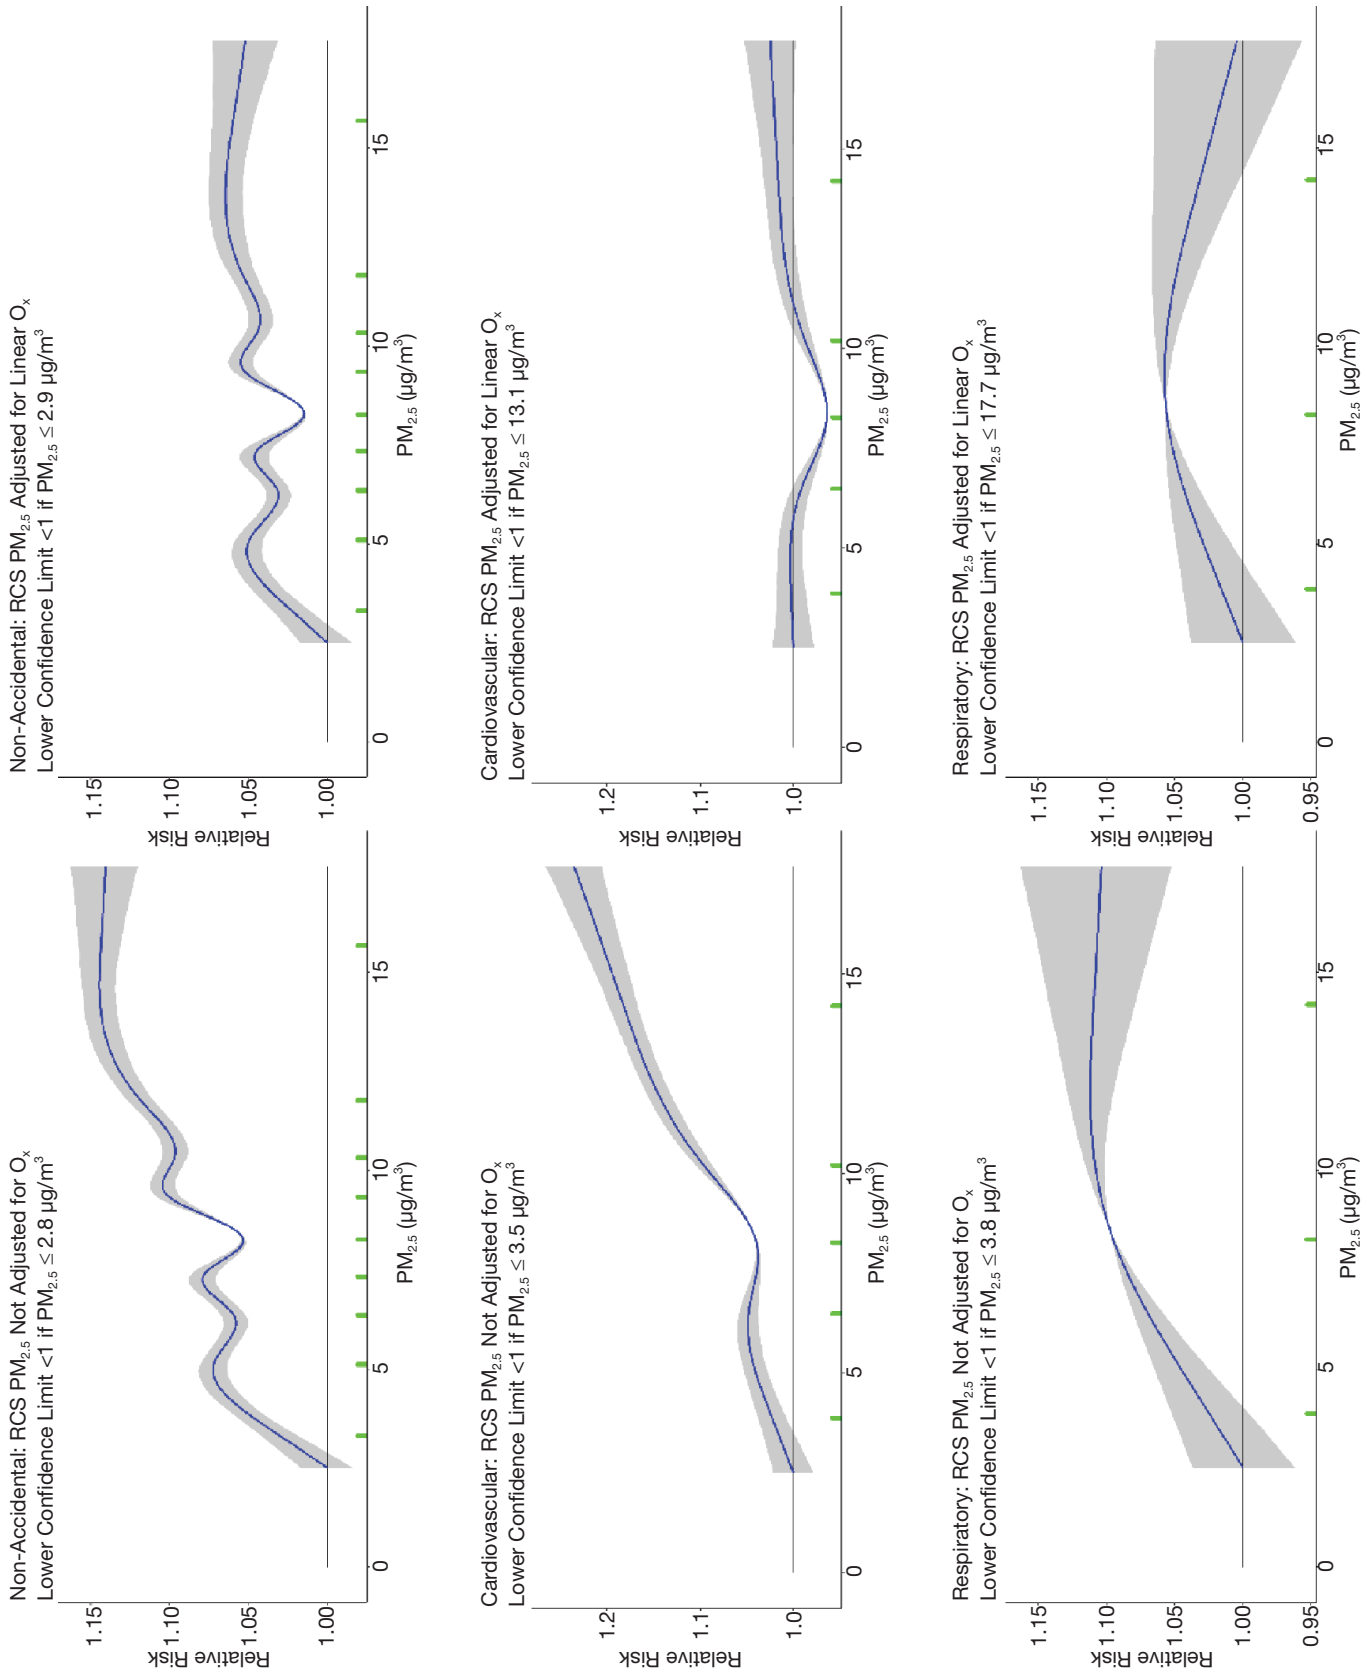 Non-Accidental: RCS PM2.5 Not Adjusted for Ox
Lower Confidence Limit <1 if PM2.5 ≤ 2.8 µg/m³
Relative Risk
1.15
1.10
1.05
1.00
0
5
10
15
PM2.5 (µg/m³)
Non-Accidental: RCS PM2.5 Adjusted for Linear Ox
Lower Confidence Limit <1 if PM2.5 ≤ 2.9 µg/m³
Relative Risk
1.15
1.10
1.05
1.00
0
5
10
15
PM2.5 (µg/m³)
Cardiovascular: RCS PM2.5 Not Adjusted for Ox
Lower Confidence Limit <1 if PM2.5 ≤ 3.5 µg/m³
Relative Risk
1.2
1.1
1.0
0
5
10
15
PM2.5 (µg/m³)
Cardiovascular: RCS PM2.5 Adjusted for Linear Ox
Lower Confidence Limit <1 if PM2.5 ≤ 13.1 µg/m³
Relative Risk
1.2
1.1
1.0
0
5
10
15
PM2.5 (µg/m³)
Respiratory: RCS PM2.5 Not Adjusted for Ox
Lower Confidence Limit <1 if PM2.5 ≤ 3.8 µg/m³
Relative Risk
1.15
1.10
1.05
1.00
0.95
0
5
10
15
PM2.5 (µg/m³)
Respiratory: RCS PM2.5 Adjusted for Linear Ox
Lower Confidence Limit <1 if PM2.5 ≤ 17.7 µg/m³
Relative Risk
1.15
1.10
1.05
1.00
0.95
0
5
10
15
PM2.5 (µg/m³)